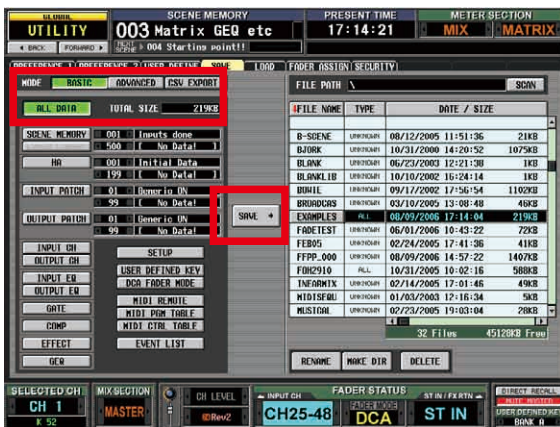 GLOBAL
UTILITY
BACK FORWARD
SCENE MEMORY
003 Matrix GEQ etc
NEXT SCENE 004 Starting point!!
PRESENT TIME
17:14:21
METER SECTION
MIX MATRIX
PREFERENCE 1 PREFERENCE 2 USER DEFINE SAVE LOAD FADER ASSIGN SECURITY
MODE BASIC ADVANCED CSV EXPORT
ALL DATA TOTAL SIZE 219KB
SCENE MEMORY 001 Inputs done
500 [ No Data! ]
HA 001 Initial Data
199 [ No Data! ]
INPUT PATCH 01 Generic ON
99 [ No Data! ]
OUTPUT PATCH 01 Generic ON
99 [ No Data! ]
INPUT CH
OUTPUT CH
INPUT EQ
OUTPUT EQ
GATE
COMP
EFFECT
GEQ
SETUP
USER DEFINED KEY
DCA FADER MODE
MIDI REMOTE
MIDI PGM TABLE
MIDI CTRL TABLE
EVENT LIST
SAVE
FILE PATH \ SCAN
FILE NAME TYPE DATE / SIZE
B-SCENE UNKNOWN 08/12/2005 11:51:36 21KB
BJORK UNKNOWN 10/31/2000 14:20:52 1075KB
BLANK UNKNOWN 06/23/2003 12:21:38 1KB
BLANKLIB UNKNOWN 10/10/2002 16:24:14 1KB
BOWIE UNKNOWN 09/17/2002 17:56:54 1102KB
BROADCAS UNKNOWN 03/10/2005 13:08:48 46KB
EXAMPLES ALL 08/09/2006 17:14:04 219KB
FADETEST UNKNOWN 06/01/2006 10:43:22 72KB
FEB05 UNKNOWN 02/24/2005 17:41:36 41KB
FFPP_000 UNKNOWN 08/09/2006 14:57:22 1407KB
FOH2910 ALL 10/31/2005 10:02:16 588KB
INFARMIX UNKNOWN 02/14/2005 17:01:46 49KB
MIDISEQU UNKNOWN 01/03/2003 12:16:34 5KB
MUSICAL UNKNOWN 02/07/2005 19:03:04 28KB
32 Files 45128KB Free
RENAME MAKE DIR DELETE
SELECTED CH
CH 1
K 52
MIX SECTION
MASTER
CH LEVEL
Rev2
FADER STATUS
INPUT CH
CH25-48
FADER MODE
DCA
ST IN / FX RTN
ST IN
DIRECT RECALL
MUTE MASTER
USER DEFINED KEY
BANK A